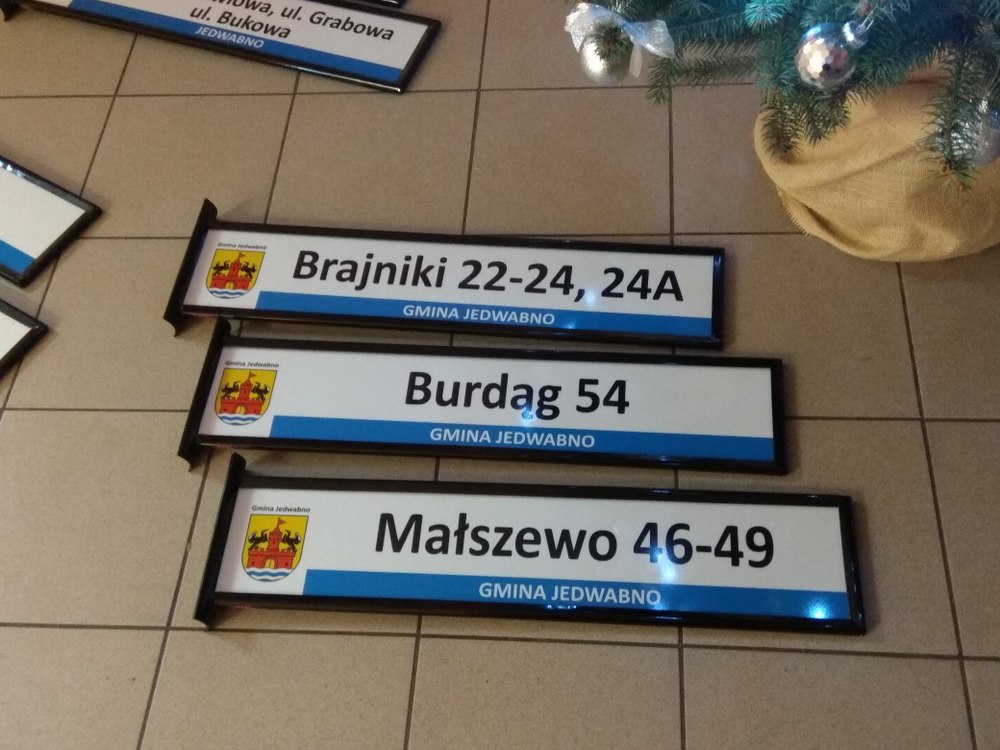 ul. Grabowa
ul. Bukowa
JEDWABNO
Gmina Jedwabno
Brajniki 22-24, 24A
GMINA JEDWABNO
Gmina Jedwabno
Burdąg 54
GMINA JEDWABNO
Gmina Jedwabno
Małszewo 46-49
GMINA JEDWABNO